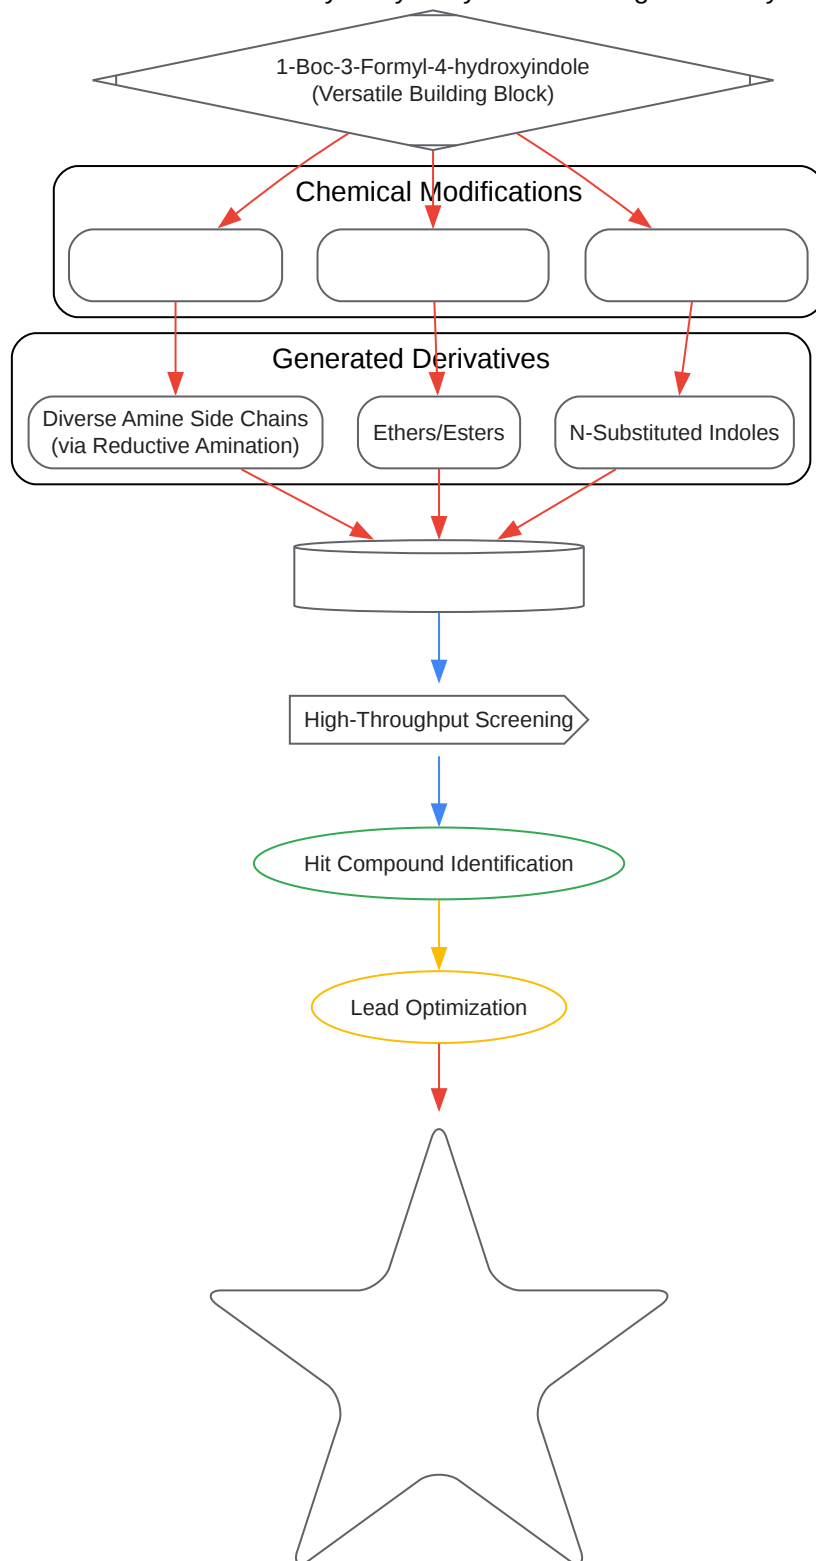 1-Boc-3-Formyl-4-hydroxyindole
(Versatile Building Block)
Chemical Modifications
Generated Derivatives
Diverse Amine Side Chains
(via Reductive Amination)
Ethers/Esters
N-Substituted Indoles
High-Throughput Screening
Hit Compound Identification
Lead Optimization